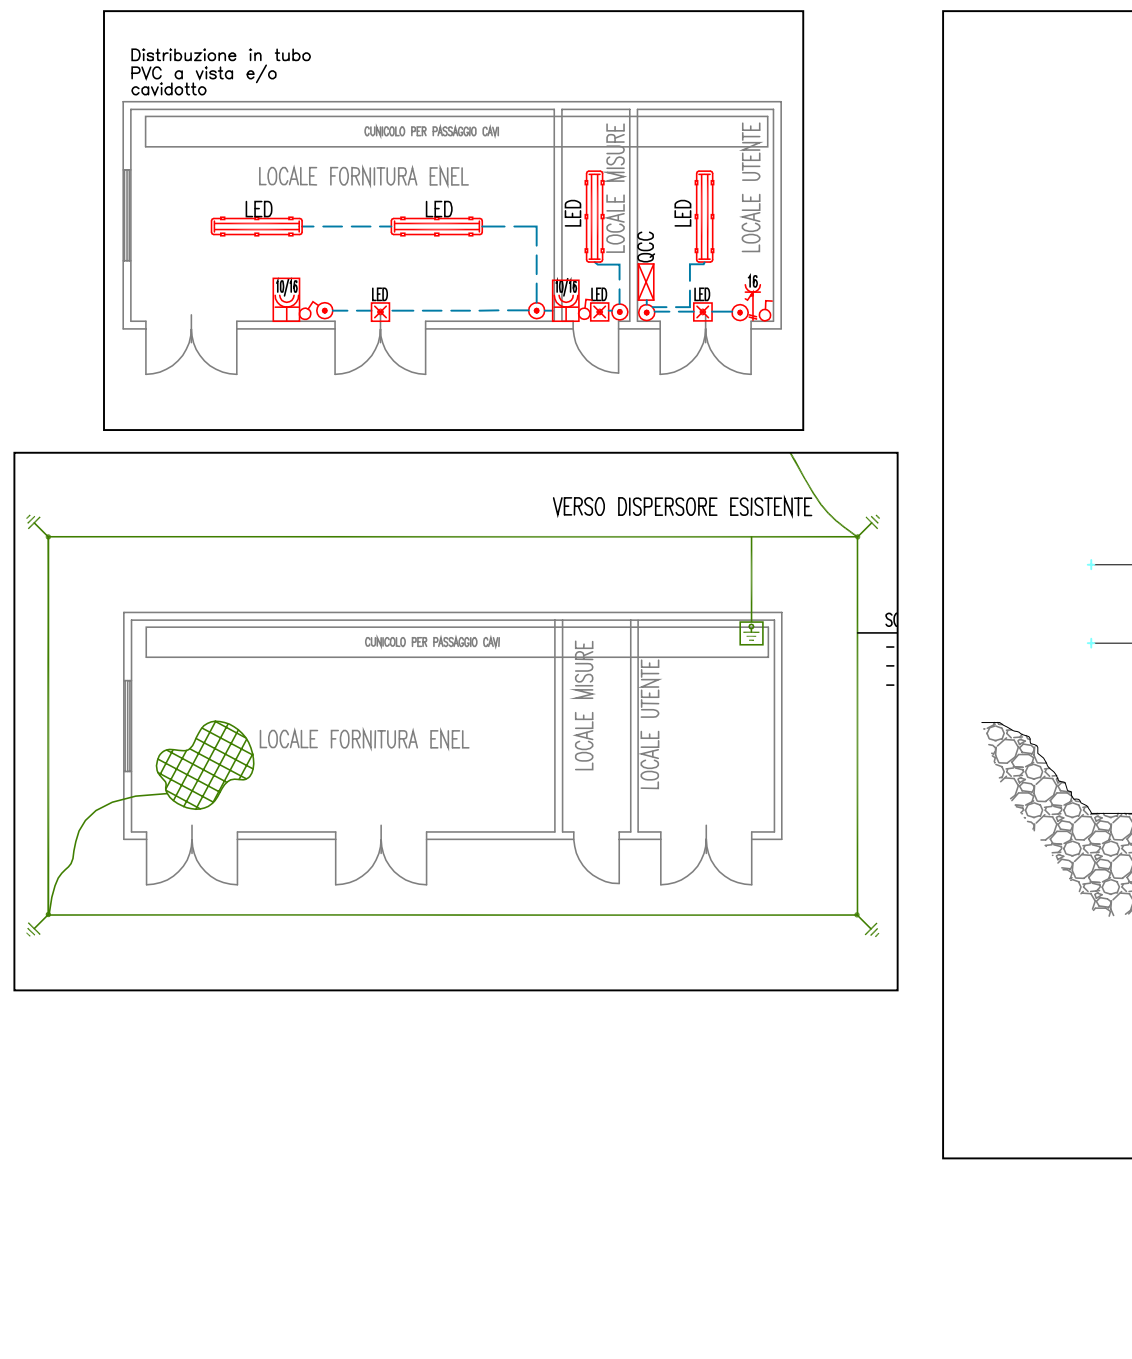 Distribuzione in tubo
PVC a vista e/o
cavidotto
CUNICOLO PER PASSAGGIO CAVI
LOCALE FORNITURA ENEL
LOCALE MISURE
LOCALE UTENTE
LED
LED
LED
LED
QCC
10/16
LED
10/16
LED
LED
16
VERSO DISPERSORE ESISTENTE
CUNICOLO PER PASSAGGIO CAVI
LOCALE FORNITURA ENEL
LOCALE MISURE
LOCALE UTENTE